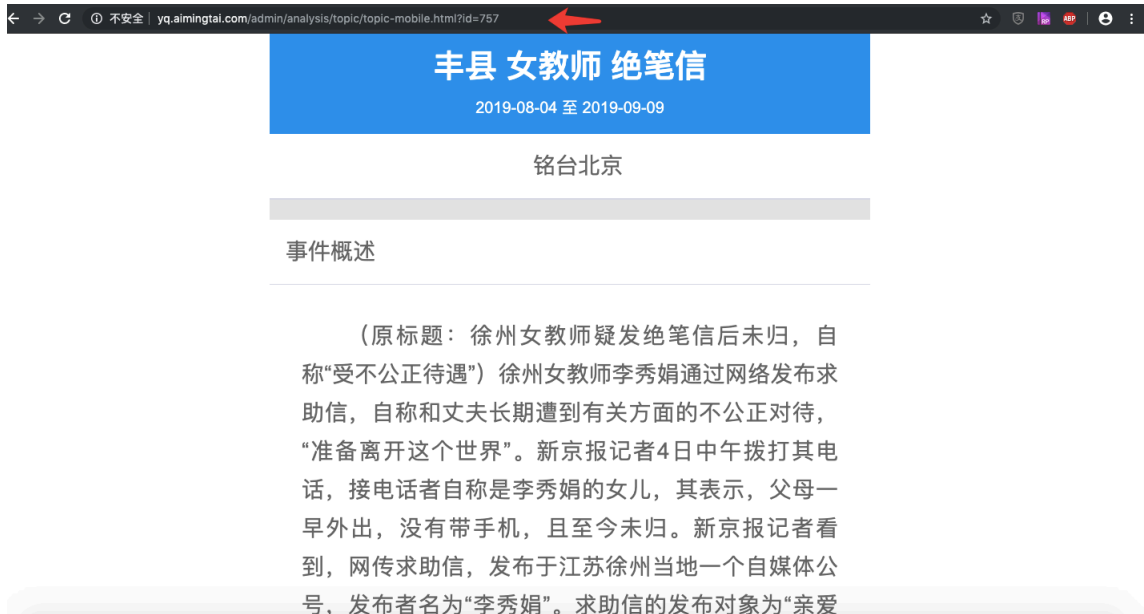 不安全 yq.aimingtai.com/admin/analysis/topic/topic-mobile.html?id=757
RP ABP
丰县 女教师 绝笔信
2019-08-04 至 2019-09-09
铭台北京
事件概述
（原标题：徐州女教师疑发绝笔信后未归，自
称“受不公正待遇”）徐州女教师李秀娟通过网络发布求
助信，自称和丈夫长期遭到有关方面的不公正对待，
“准备离开这个世界”。新京报记者4日中午拨打其电
话，接电话者自称是李秀娟的女儿，其表示，父母一
早外出，没有带手机，且至今未归。新京报记者看
到，网传求助信，发布于江苏徐州当地一个自媒体公
号，发布者名为“李秀娟”。求助信的发布对象为“亲爱